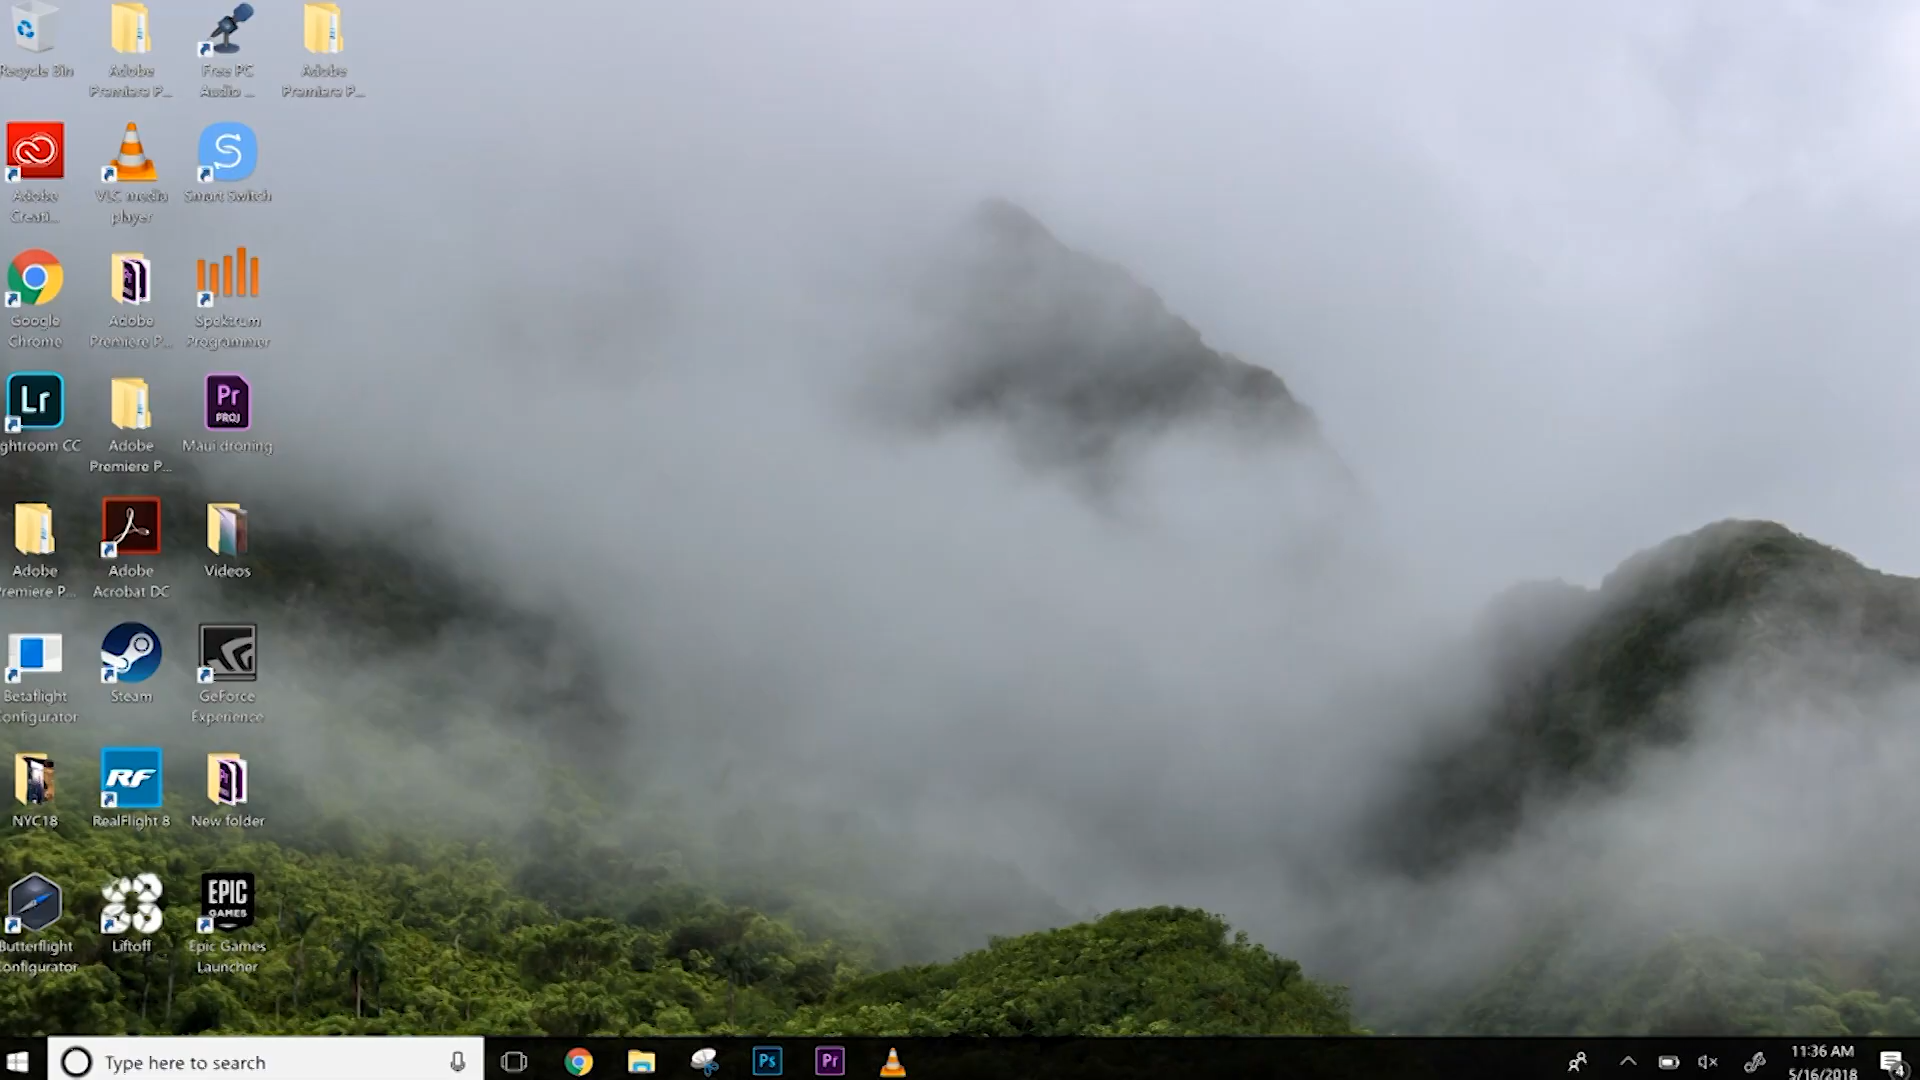 Recycle Bin
Adobe
Premiere P...
Free PC
Audio ...
Adobe
Premiere P...
Adobe
Creati...
VLC media
player
Smart Switch
Google
Chrome
Adobe
Premiere P...
Spektrum
Programmer
Lr
ghtroom CC
Adobe
Premiere P...
Pr
PROJ
Maui droning
Adobe
remiere P...
Adobe
Acrobat DC
Videos
Betaflight
onfigurator
Steam
GeForce
Experience
NYC18
RF
RealFlight 8
New folder
Butterflight
onfigurator
Liftoff
EPIC
GAMES
Epic Games
Launcher
Type here to search
Ps
Pr
11:36 AM
5/16/2018
4